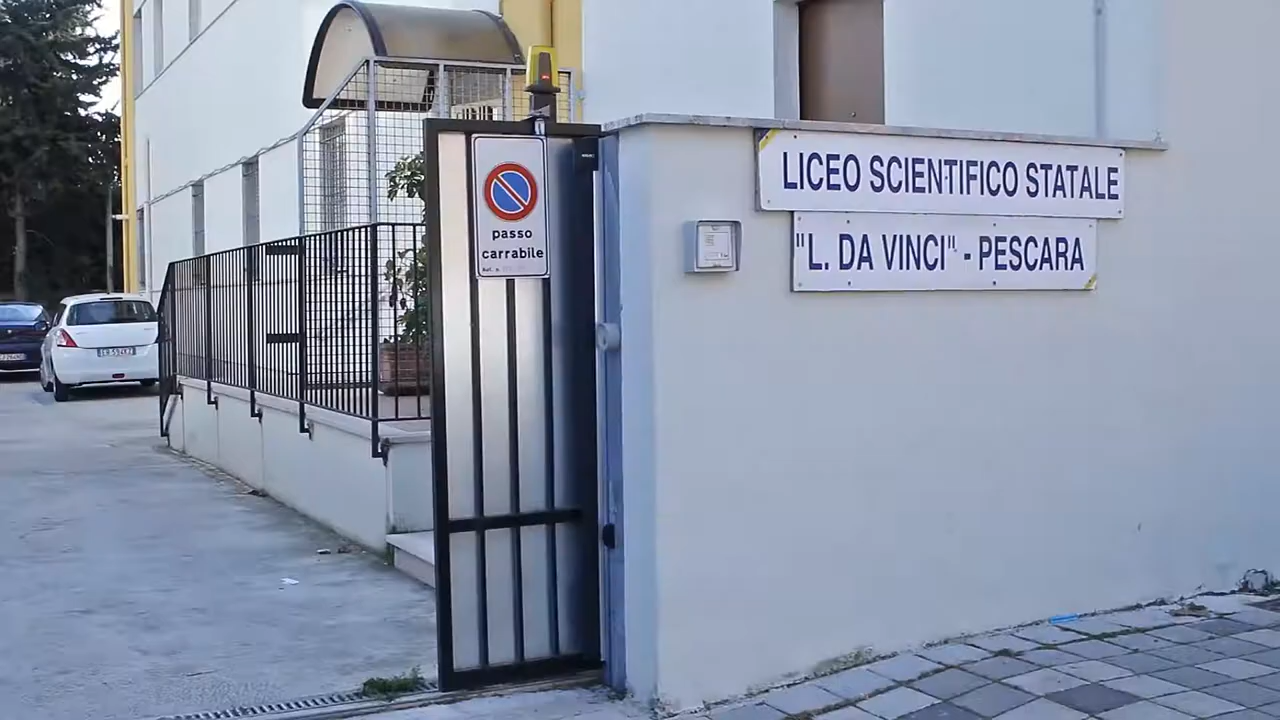 LICEO SCIENTIFICO STATALE
"L. DA VINCI" - PESCARA
passo
carrabile